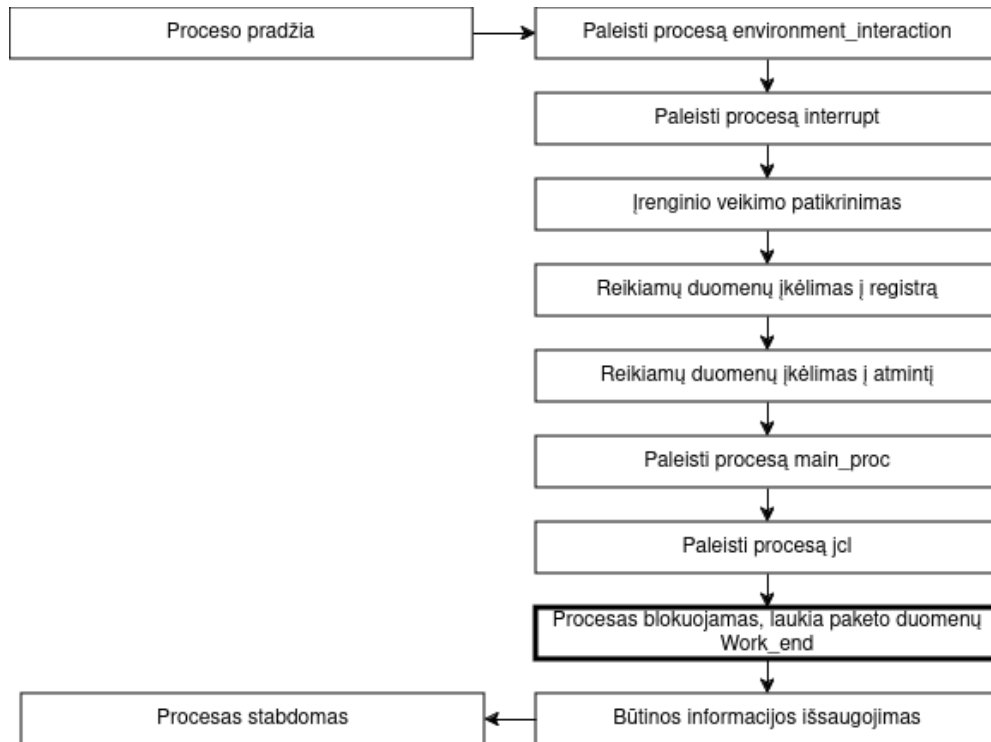 Proceso pradžia
Paleisti procesą environment_interaction
Paleisti procesą interrupt
Įrenginio veikimo patikrinimas
Reikiamų duomenų įkėlimas į registrą
Reikiamų duomenų įkėlimas į atmintį
Paleisti procesą main_proc
Paleisti procesą jcl
Procesas blokuojamas, laukia paketo duomenų
Work_end
Procesas stabdomas
Būtinos informacijos išsaugojimas